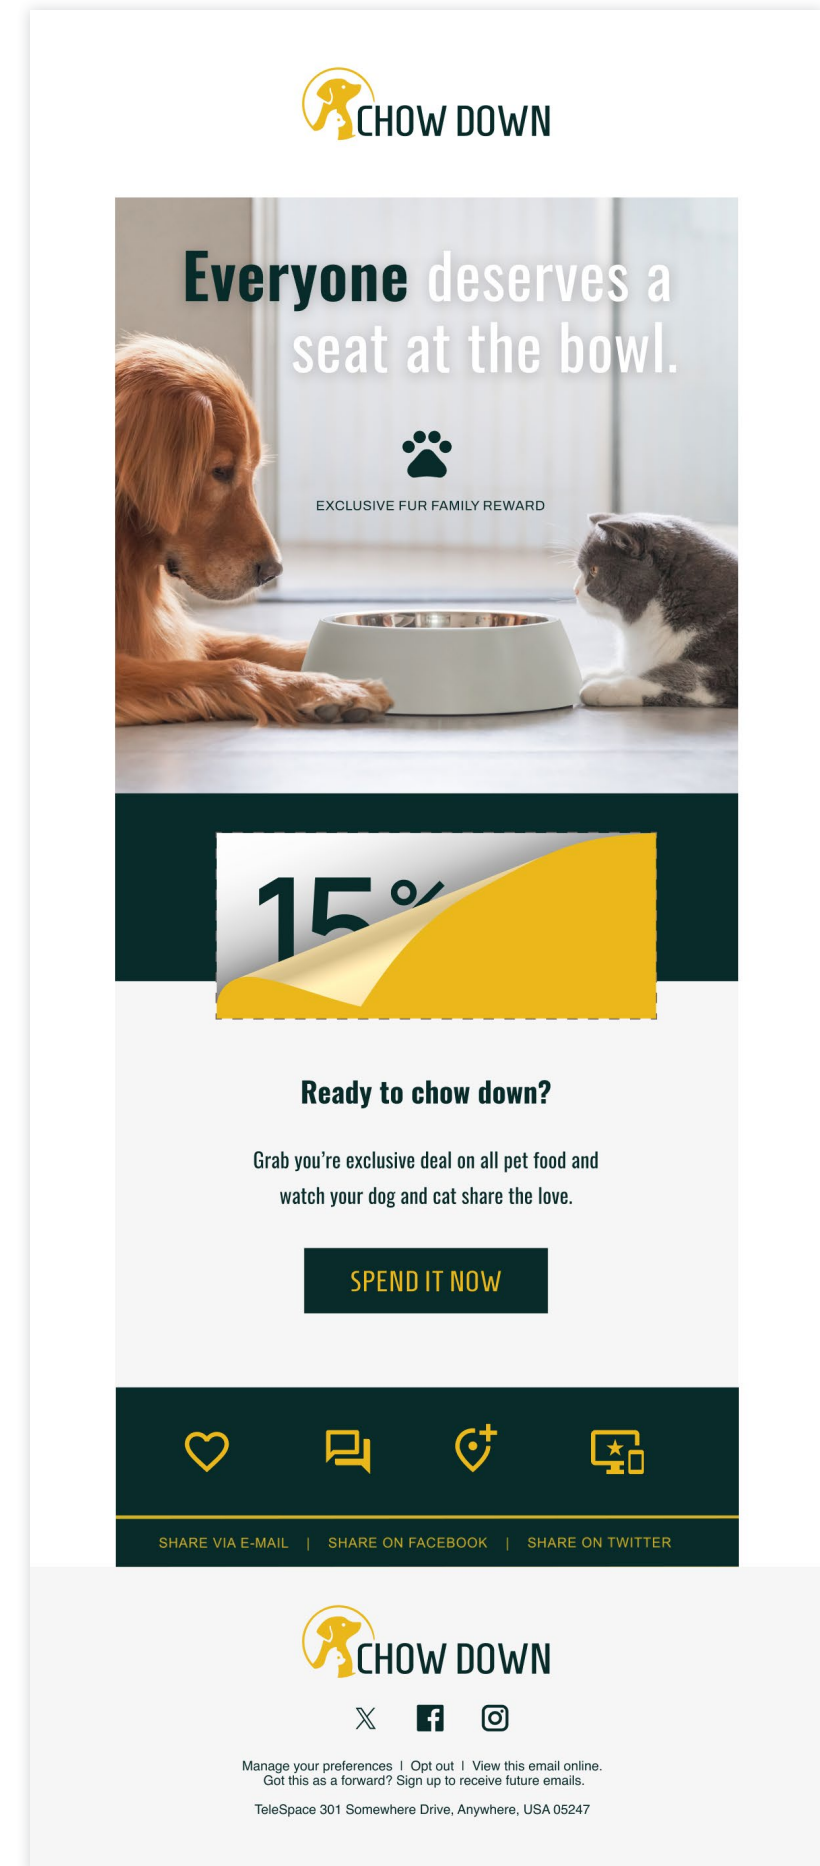 CHOW DOWN
Everyone deserves a
seat at the bowl.
EXCLUSIVE FUR FAMILY REWARD
15%
Ready to chow down?
Grab you’re exclusive deal on all pet food and
watch your dog and cat share the love.
SPEND IT NOW
SHARE VIA E-MAIL | SHARE ON FACEBOOK | SHARE ON TWITTER
CHOW DOWN
Manage your preferences | Opt out | View this email online.
Got this as a forward? Sign up to receive future emails.
TeleSpace 301 Somewhere Drive, Anywhere, USA 05247